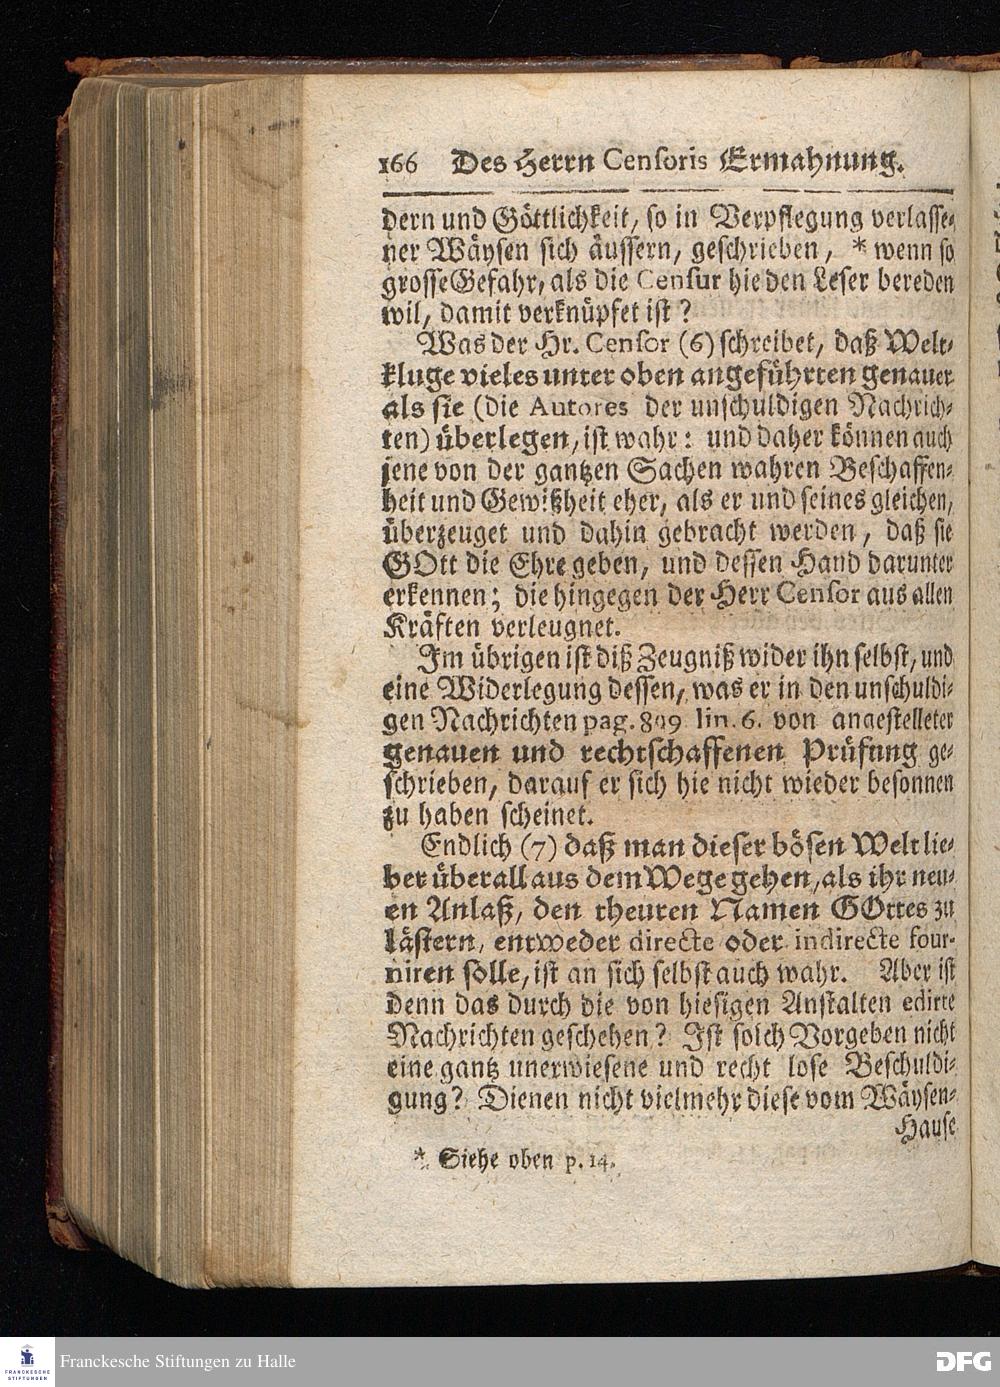 166 Des Herrn Censoris Ermahnung.
dern und Göttlichkeit, so in Verpflegung verlasse-
ner Wäysen sich äussern, geschrieben, * wenn so
grosse Gefahr, als die Censur hie den Leser bereden
wil, damit verknüpfet ist?
Was der Hr. Censor (6) schreibet, daß Welt-
kluge vieles unter oben angeführten genauer
als sie (die Autores der unschuldigen Nachrich-
ten) überlegen, ist wahr: und daher können auch
jene von der gantzen Sachen wahren Beschaffen-
heit und Gewißheit eher, als er und seines gleichen,
überzeuget und dahin gebracht werden, daß sie
GOtt die Ehre geben, und dessen Hand darunter
erkennen; die hingegen der Herr Censor aus allen
Kräften verleugnet.
Im übrigen ist diß Zeugniß wider ihn selbst, und
eine Widerlegung dessen, was er in den unschuldi-
gen Nachrichten pag. 899 lin. 6. von angestelleter
genauen und rechtschaffenen Prüfung ge-
schrieben, darauf er sich hie nicht wieder besonnen
zu haben scheinet.
Endlich (7) daß man dieser bösen Welt lie-
ber überall aus dem Wege gehen, als ihr neu-
en Anlaß, den theuren Namen GOttes zu
lästern, entweder directe oder indirecte four-
niren solle, ist an sich selbst auch wahr. Aber ist
denn das durch die von hiesigen Anstalten edirte
Nachrichten geschehen? Ist solch Vorgeben nicht
eine gantz unerwiesene und recht lose Beschuldi-
gung? Dienen nicht vielmehr diese vom Wäysen-
Hause
* Siehe oben p. 14.
FRANCKESCHE STIFTUNGEN
Franckesche Stiftungen zu Halle
DFG